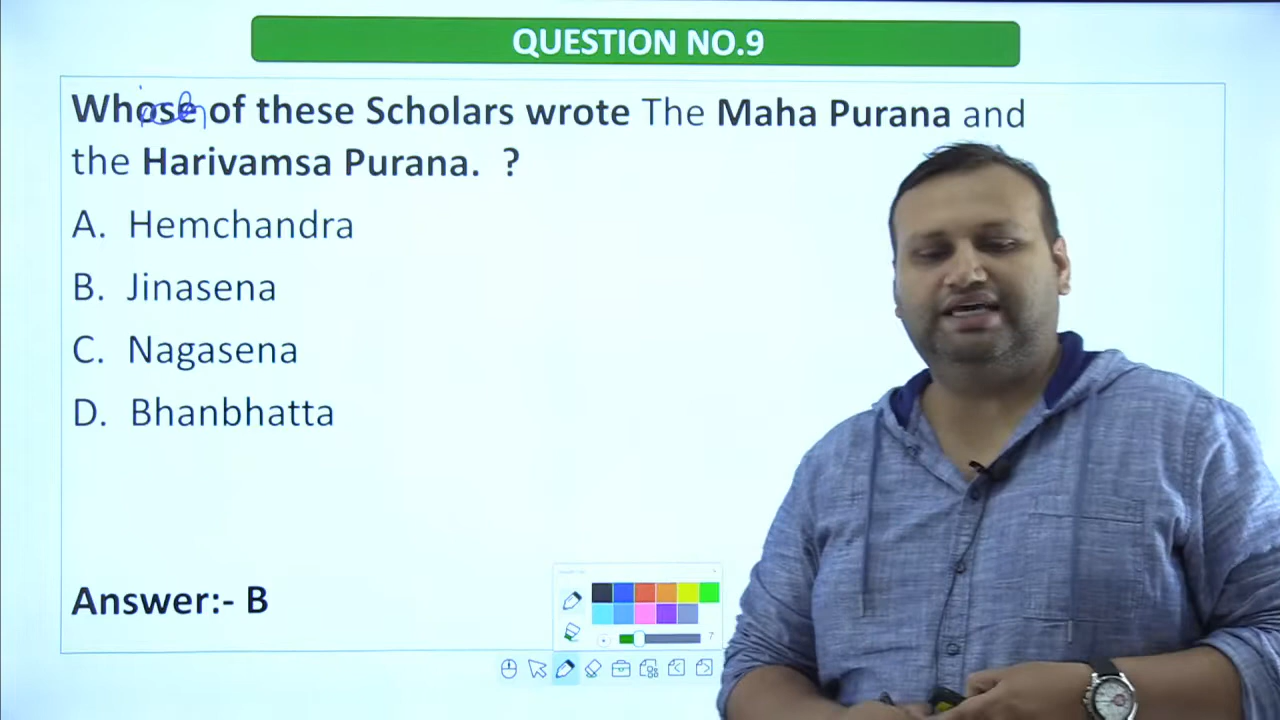 QUESTION NO.9
Whose of these Scholars wrote The Maha Purana and
the Harivamsa Purana. ?
A. Hemchandra
B. Jinasena
C. Nagasena
D. Bhanbhatta
Answer:- B
7